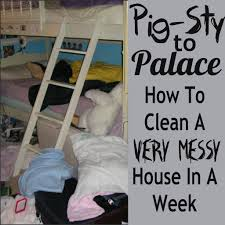 Pig-Sty
to
Palace
How To
Clean A
VERY MESSY
House In A
Week